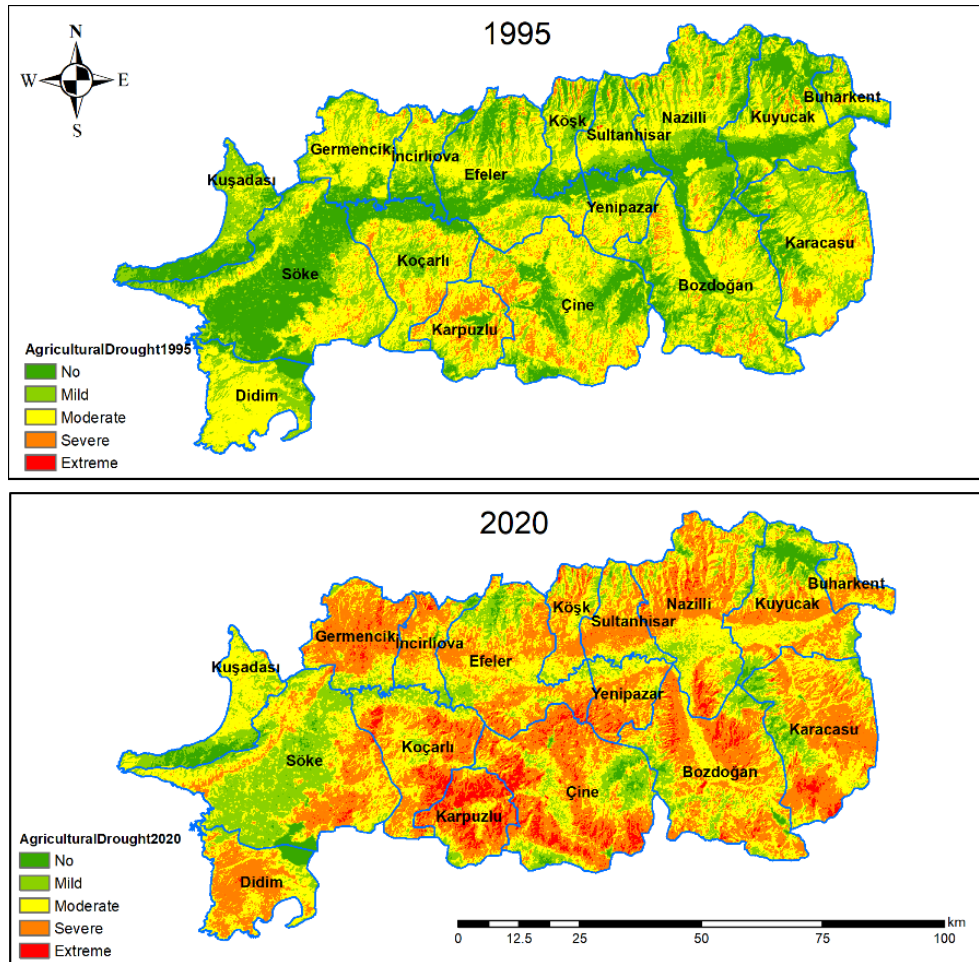 1995
N
W E
S
Buharkent
Köşk
Nazilli
Kuyucak
Sultanhisar
Germencik
İncirliova
Efeler
Kuşadası
Yenipazar
Karacasu
Koçarlı
Söke
Bozdoğan
Çine
Karpuzlu
AgriculturalDrought1995
No
Mild
Didim
Moderate
Severe
Extreme
2020
Buharkent
Köşk
Nazilli
Kuyucak
Sultanhisar
Germencik
İncirliova
Efeler
Kuşadası
Yenipazar
Karacasu
Koçarlı
Söke
Bozdoğan
Çine
Karpuzlu
AgriculturalDrought2020
No
Mild
Didim
Moderate
Severe
Extreme
km
0 12.5 25 50 75 100